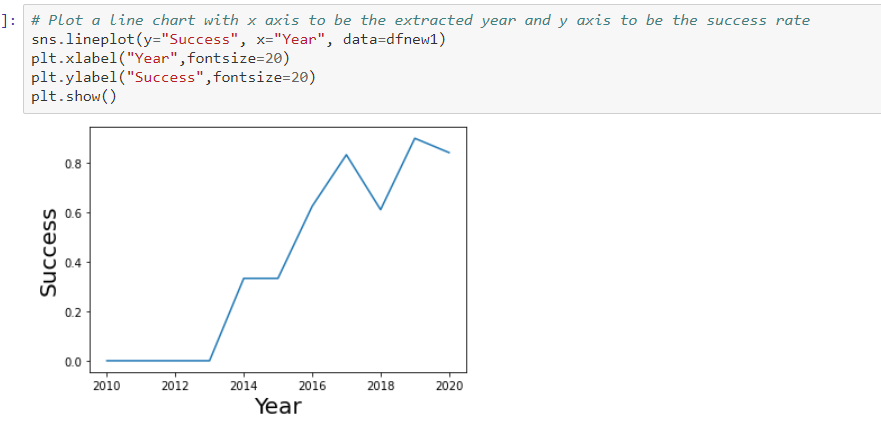 ]: # Plot a line chart with x axis to be the extracted year and y axis to be the success rate
sns.lineplot(y="Success", x="Year", data=dfnew1)
plt.xlabel("Year",fontsize=20)
plt.ylabel("Success",fontsize=20)
plt.show()
0.8
0.6
0.4
0.2
0.0
Success
2010 2012 2014 2016 2018 2020
Year